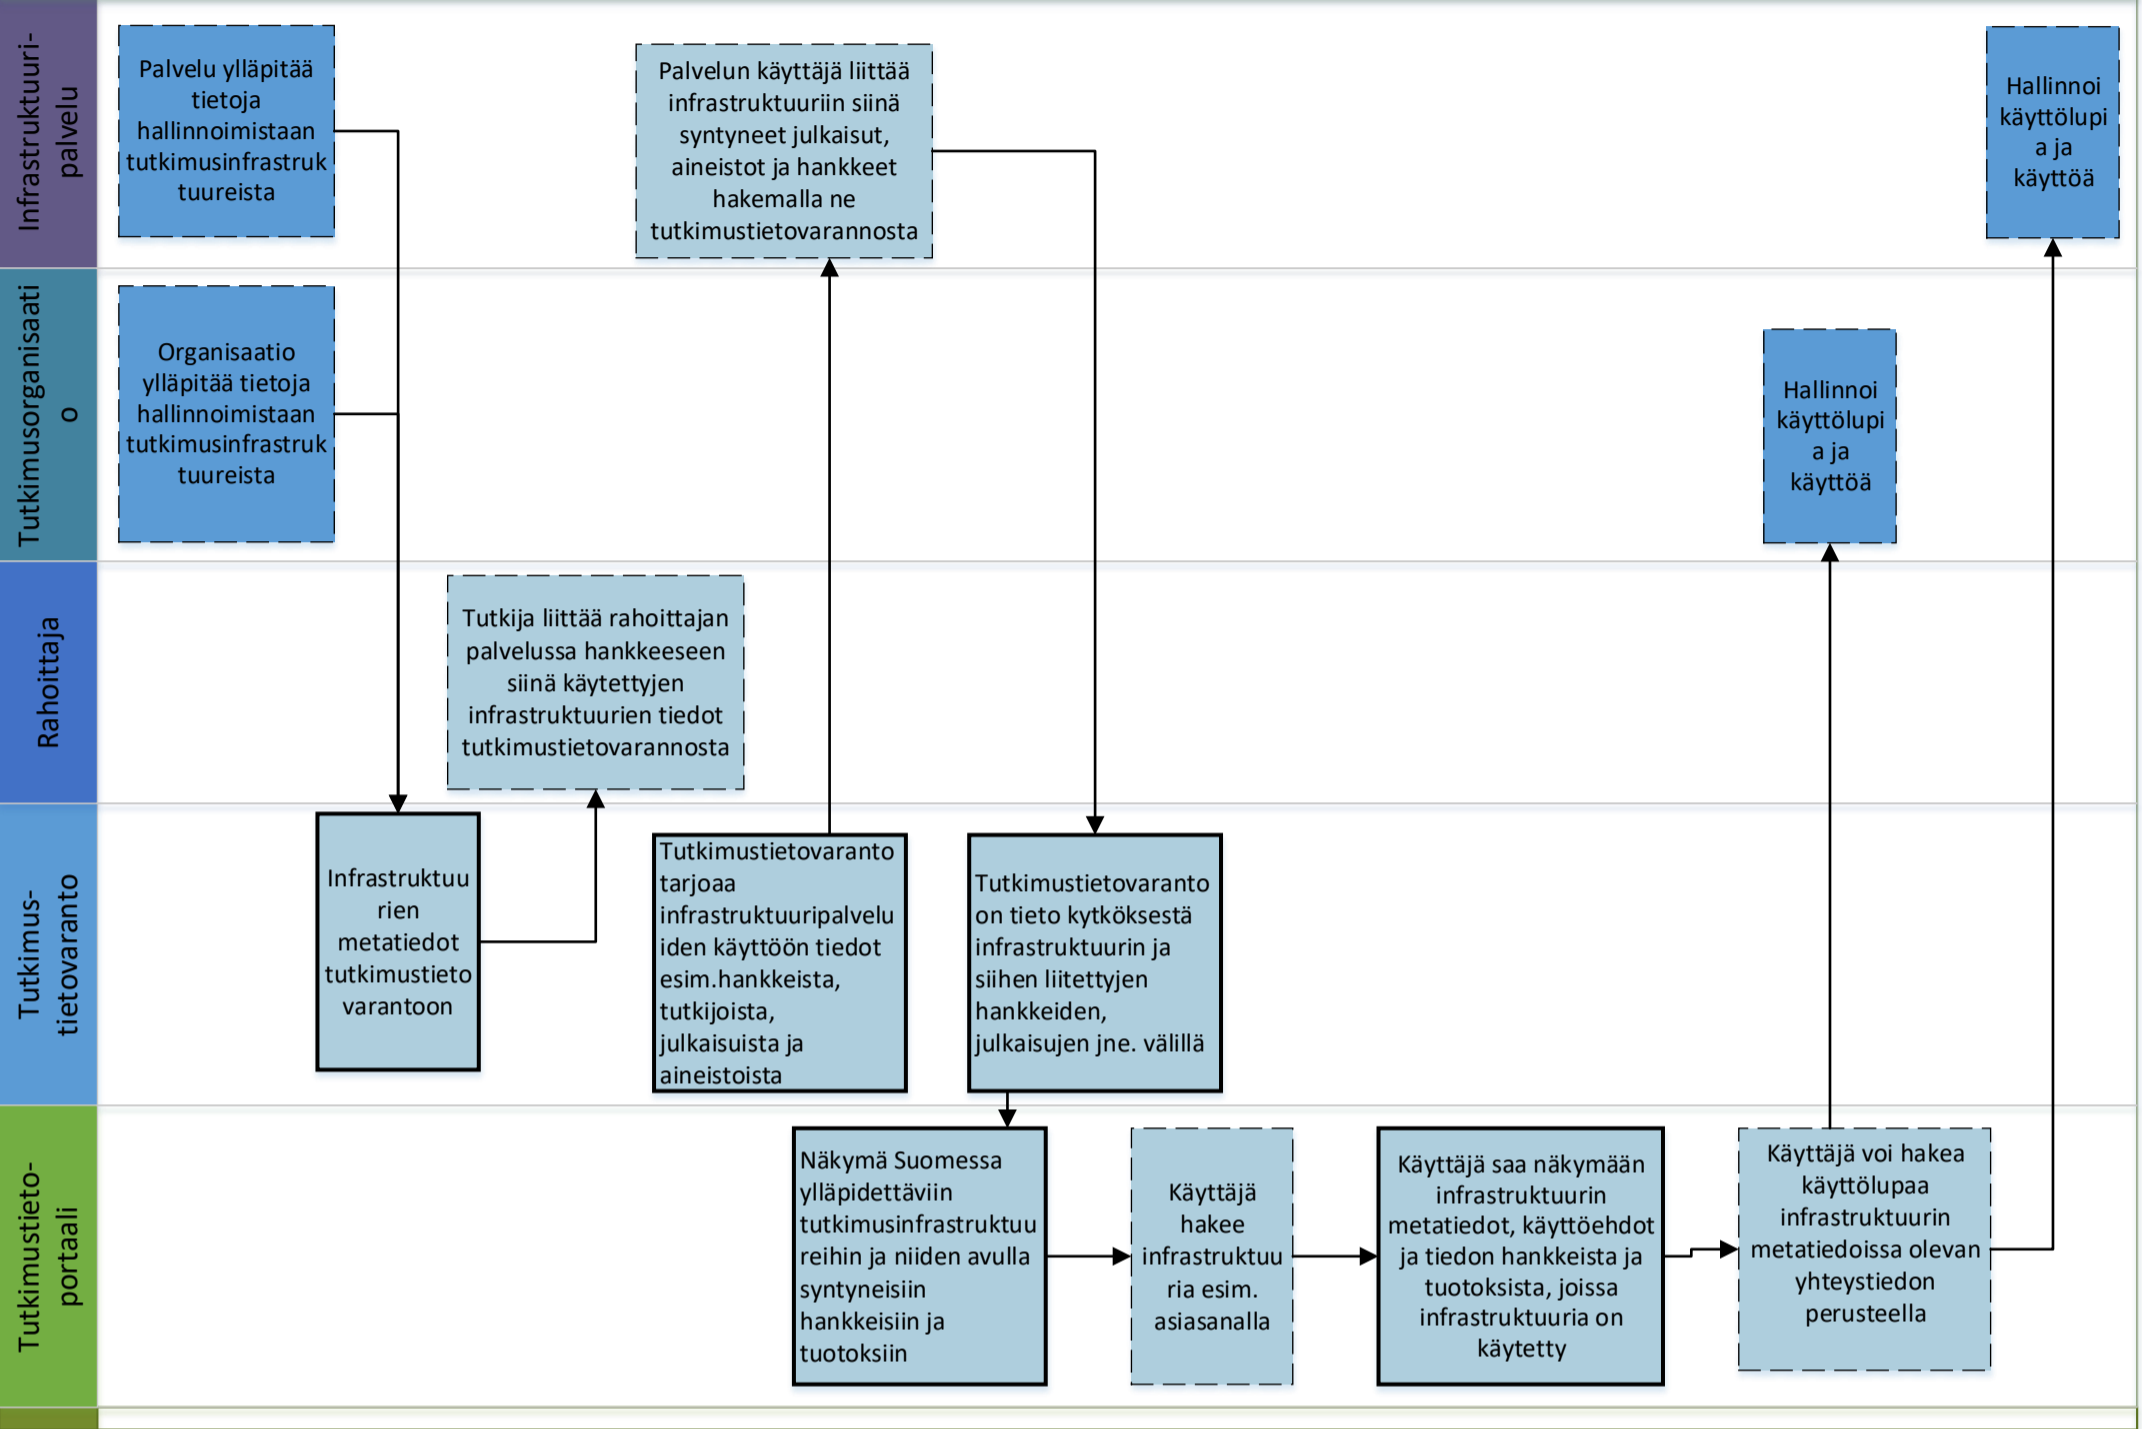 Infrastruktuuri-
palvelu
Palvelu ylläpitää
tietoja
hallinnoimistaan
tutkimusinfrastruk
tuureista
Palvelun käyttäjä liittää
infrastruktuuriin siinä
syntyneet julkaisut,
aineistot ja hankkeet
hakemalla ne
tutkimustietovarannosta
Hallinnoi
käyttölupi
a ja
käyttöä
Tutkimusorganisaati
o
Organisaatio
ylläpitää tietoja
hallinnoimistaan
tutkimusinfrastruk
tuureista
Hallinnoi
käyttölupi
a ja
käyttöä
Rahoittaja
Tutkija liittää rahoittajan
palvelussa hankkeeseen
siinä käytettyjen
infrastruktuurien tiedot
tutkimustietovarannosta
Tutkimus-
tietovaranto
Infrastruktuu
rien
metatiedot
tutkimustieto
varantoon
Tutkimustietovaranto
tarjoaa
infrastruktuuripalvelu
iden käyttöön tiedot
esim.hankkeista,
tutkijoista,
julkaisuista ja
aineistoista
Tutkimustietovaranto
on tieto kytköksestä
infrastruktuurin ja
siihen liitettyjen
hankkeiden,
julkaisujen jne. välillä
Tutkimustieto-
portaali
Näkymä Suomessa
ylläpidettäviin
tutkimusinfrastruktuu
reihin ja niiden avulla
syntyneisiin
hankkeisiin ja
tuotoksiin
Käyttäjä
hakee
infrastruktuu
ria esim.
asiasanalla
Käyttäjä saa näkymään
infrastruktuurin
metatiedot, käyttöehdot
ja tiedon hankkeista ja
tuotoksista, joissa
infrastruktuuria on
käytetty
Käyttäjä voi hakea
käyttölupaa
infrastruktuurin
metatiedoissa olevan
yhteystiedon
perusteella